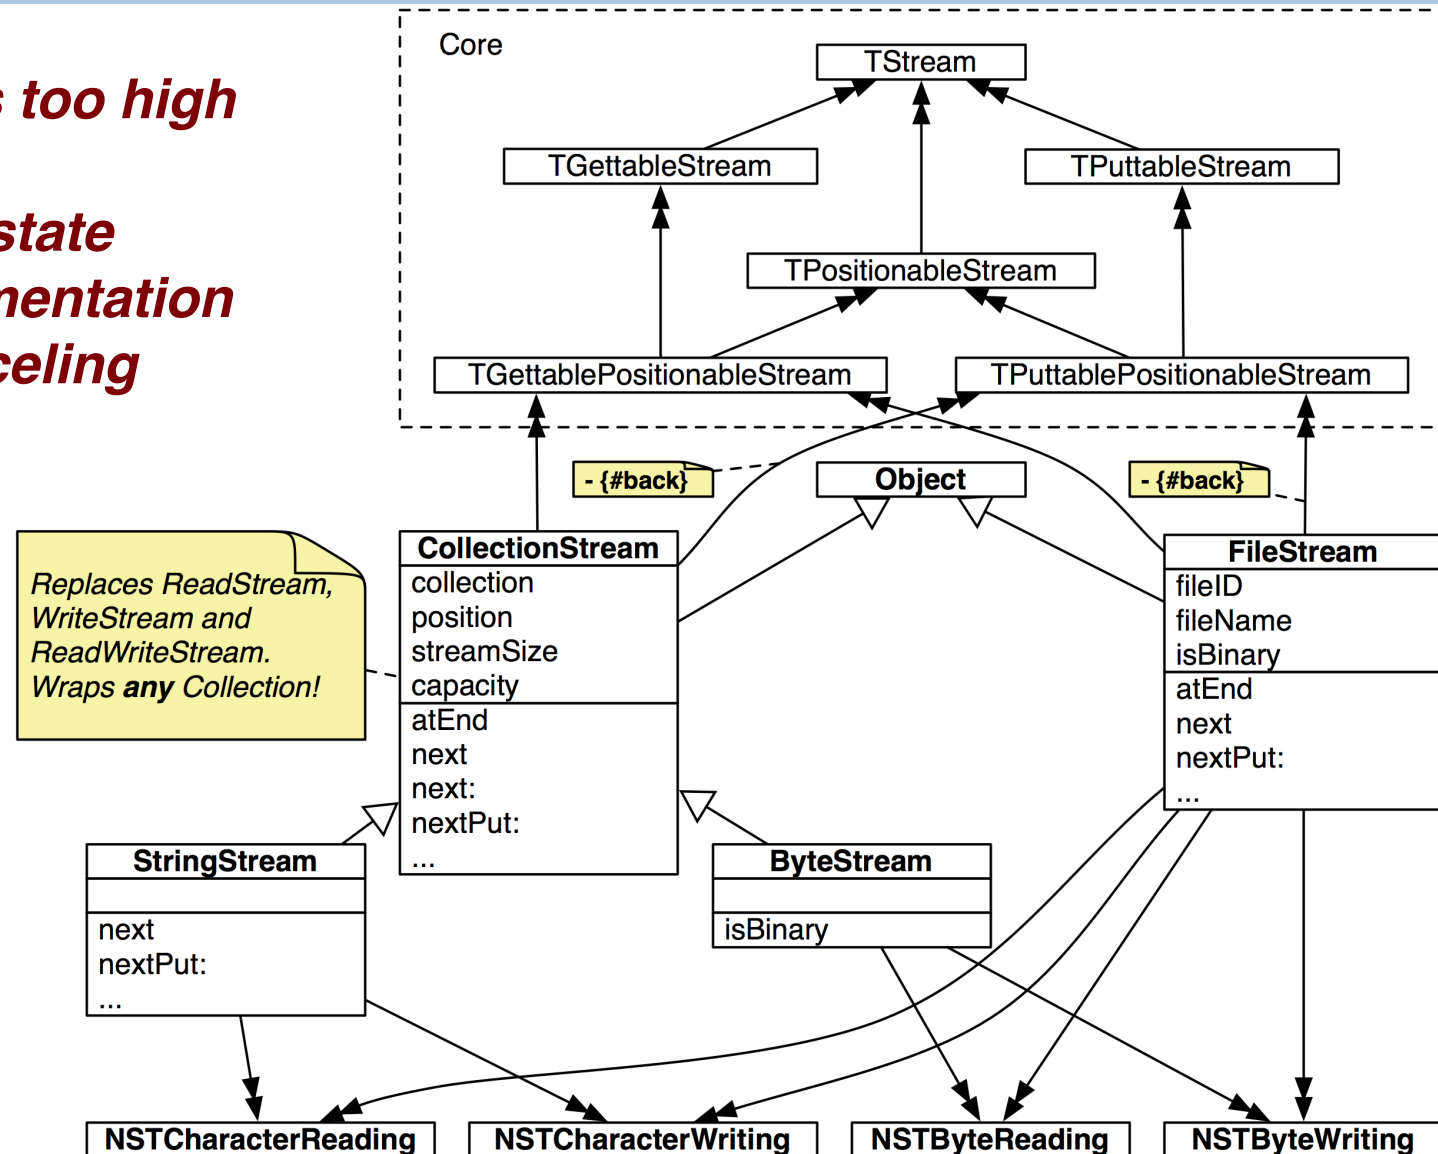 too high
state
celing
Core
TStream
TGettableStream
TPuttableStream
TPositionableStream
TGettablePositionableStream
TPuttablePositionableStream
- {#back}
Object
- {#back}
Replaces ReadStream,
WriteStream and
ReadWriteStream.
Wraps any Collection!
CollectionStream
collection
position
streamSize
capacity
atEnd
next
next:
nextPut:
...
FileStream
fileID
fileName
isBinary
atEnd
next
nextPut:
...
StringStream
next
nextPut:
...
ByteStream
isBinary
NSTCharacterReading
NSTCharacterWriting
NSTByteReading
NSTByteWriting